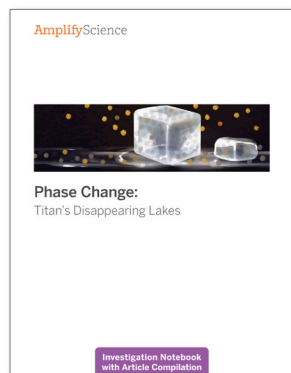 AmplifyScience
Phase Change:
Titan's Disappearing Lakes
Investigation Notebook
with Article Compilation